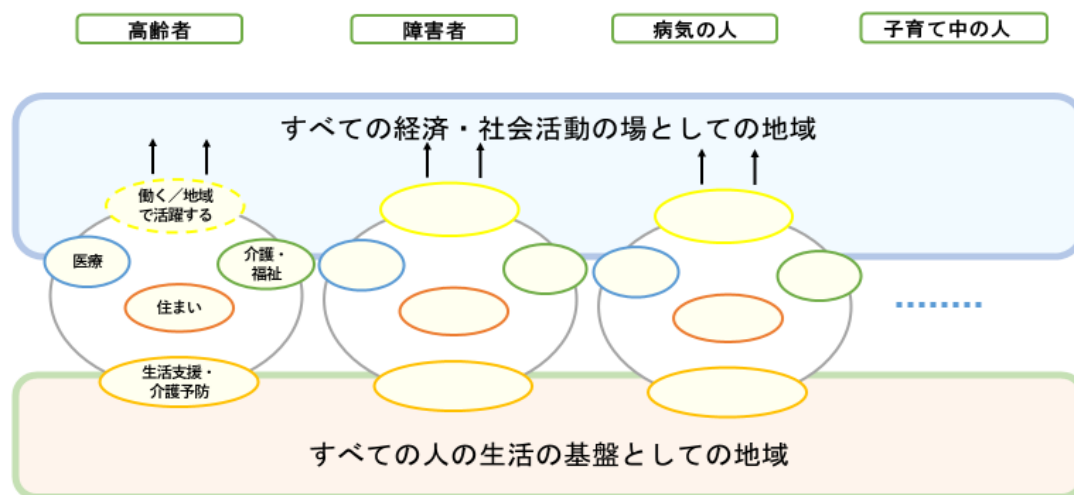 高齢者
障害者
病気の人
子育て中の人
すべての経済・社会活動の場としての地域
働く／地域
で活躍する
医療
介護・
福祉
住まい
生活支援・
介護予防
すべての人の生活の基盤としての地域